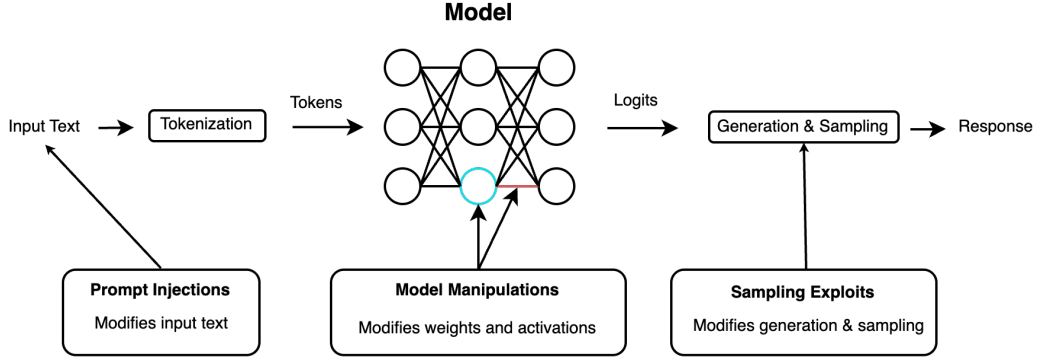 Model
Tokens
Logits
Input Text
Tokenization
Generation & Sampling
Response
Prompt Injections
Modifies input text
Model Manipulations
Modifies weights and activations
Sampling Exploits
Modifies generation & sampling